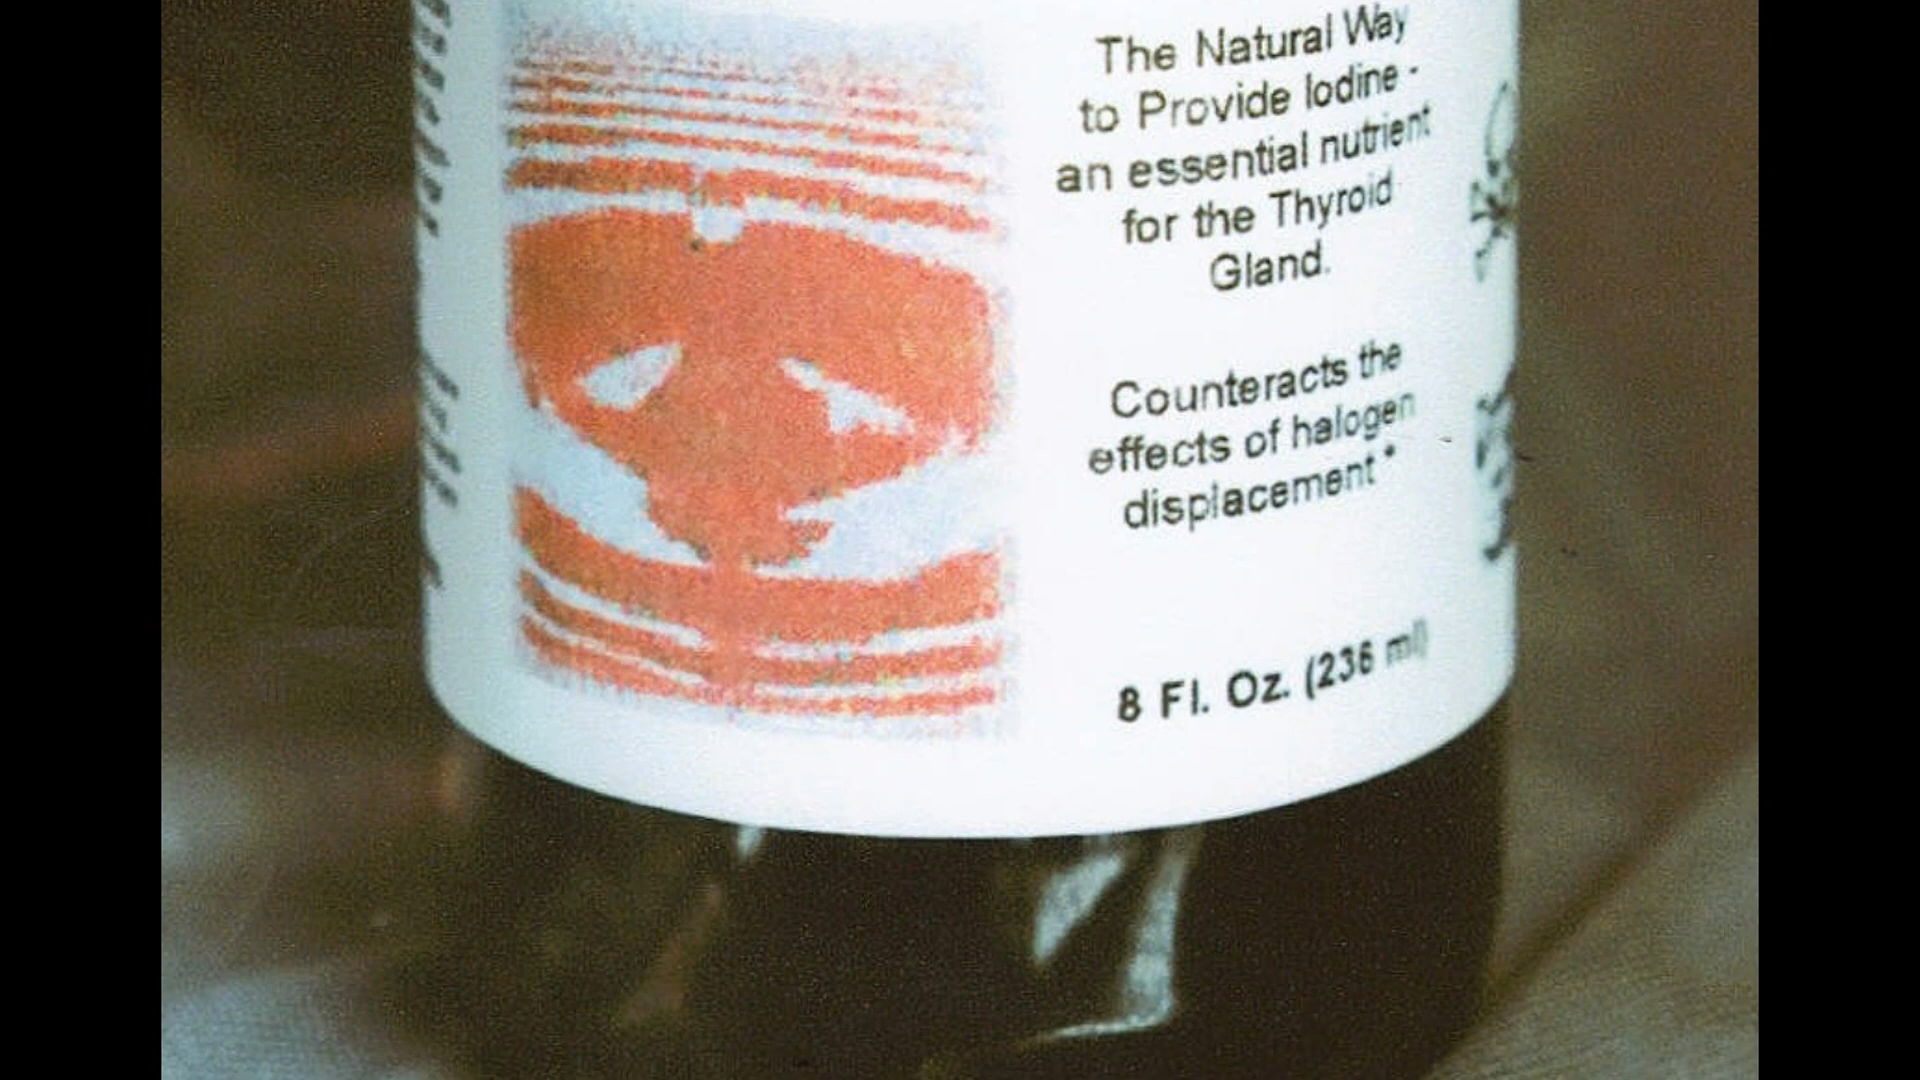 The Natural Way
to Provide Iodine -
an essential nutrient
for the Thyroid
Gland.
Counteracts the
effects of halogen
displacement *
8 Fl. Oz. (236 ml)